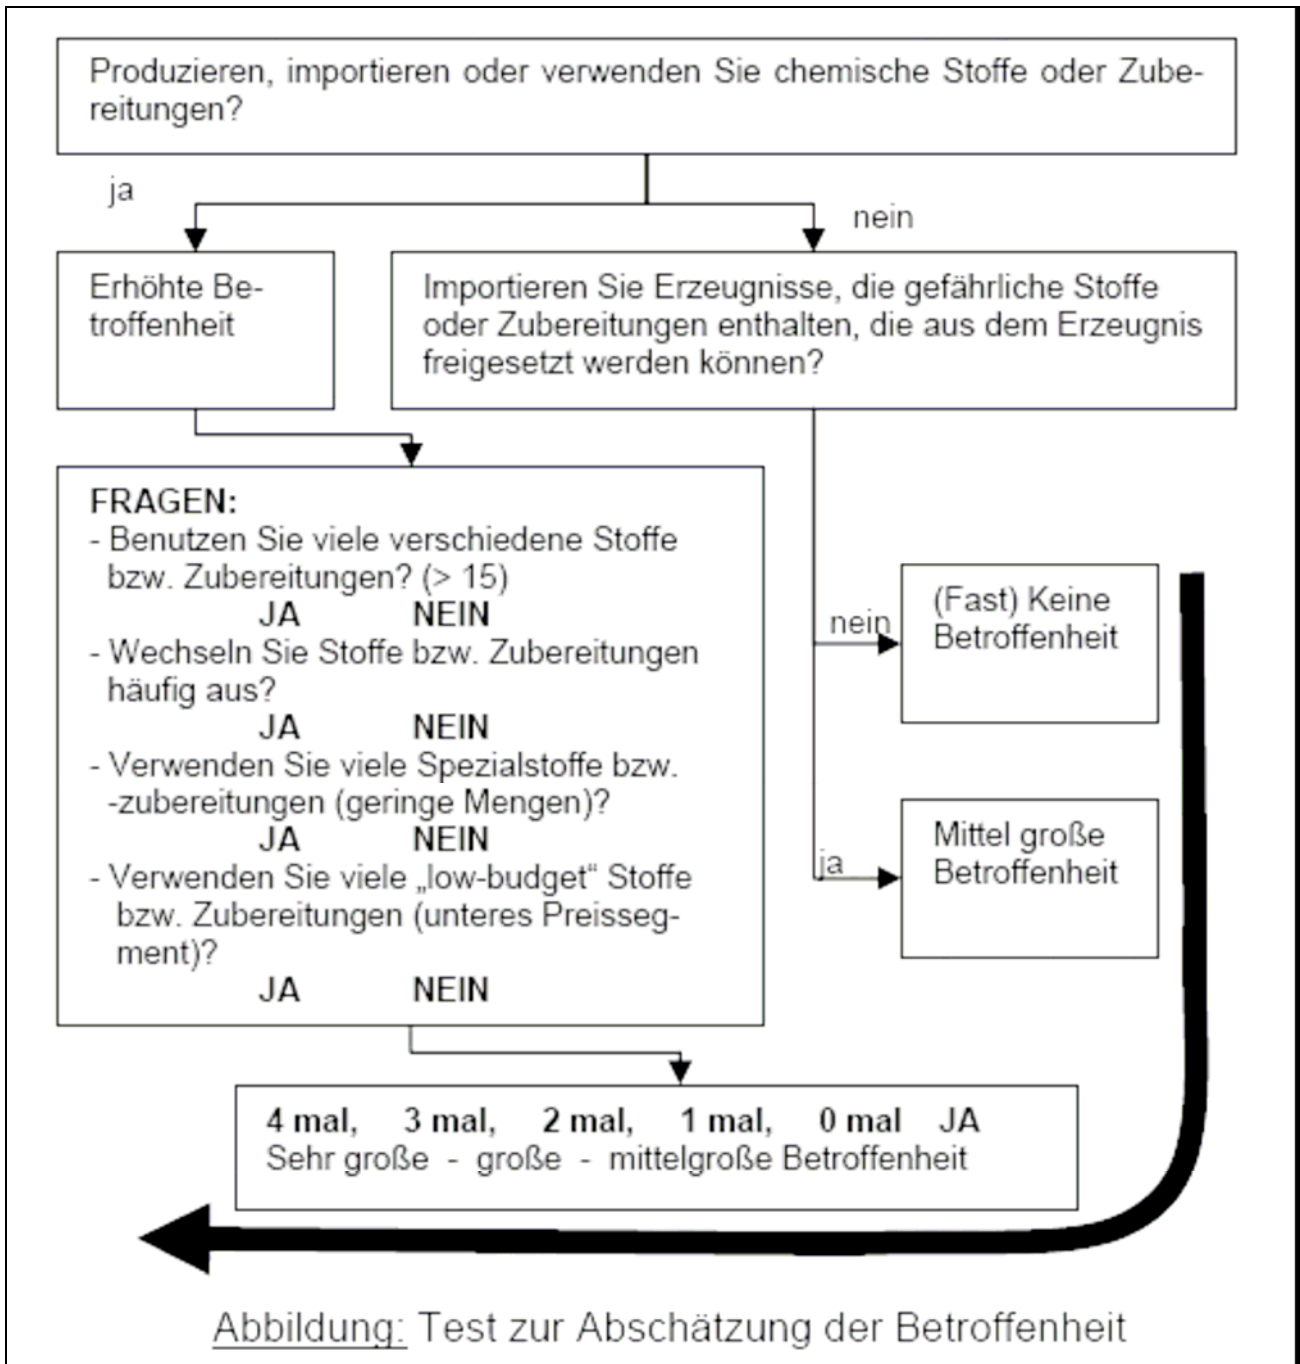 Produzieren, importieren oder verwenden Sie chemische Stoffe oder Zube-
reitungen?
ja
nein
Erhöhte Be-
troffenheit
Importieren Sie Erzeugnisse, die gefährliche Stoffe
oder Zubereitungen enthalten, die aus dem Erzeugnis
freigesetzt werden können?
FRAGEN:
- Benutzen Sie viele verschiedene Stoffe
bzw. Zubereitungen? (> 15)
JA NEIN
- Wechseln Sie Stoffe bzw. Zubereitungen
häufig aus?
JA NEIN
- Verwenden Sie viele Spezialstoffe bzw.
-zubereitungen (geringe Mengen)?
JA NEIN
- Verwenden Sie viele „low-budget“ Stoffe
bzw. Zubereitungen (unteres Preisseg-
ment)?
JA NEIN
nein
(Fast) Keine
Betroffenheit
ja
Mittel große
Betroffenheit
4 mal, 3 mal, 2 mal, 1 mal, 0 mal JA
Sehr große - große - mittelgroße Betroffenheit
Abbildung: Test zur Abschätzung der Betroffenheit